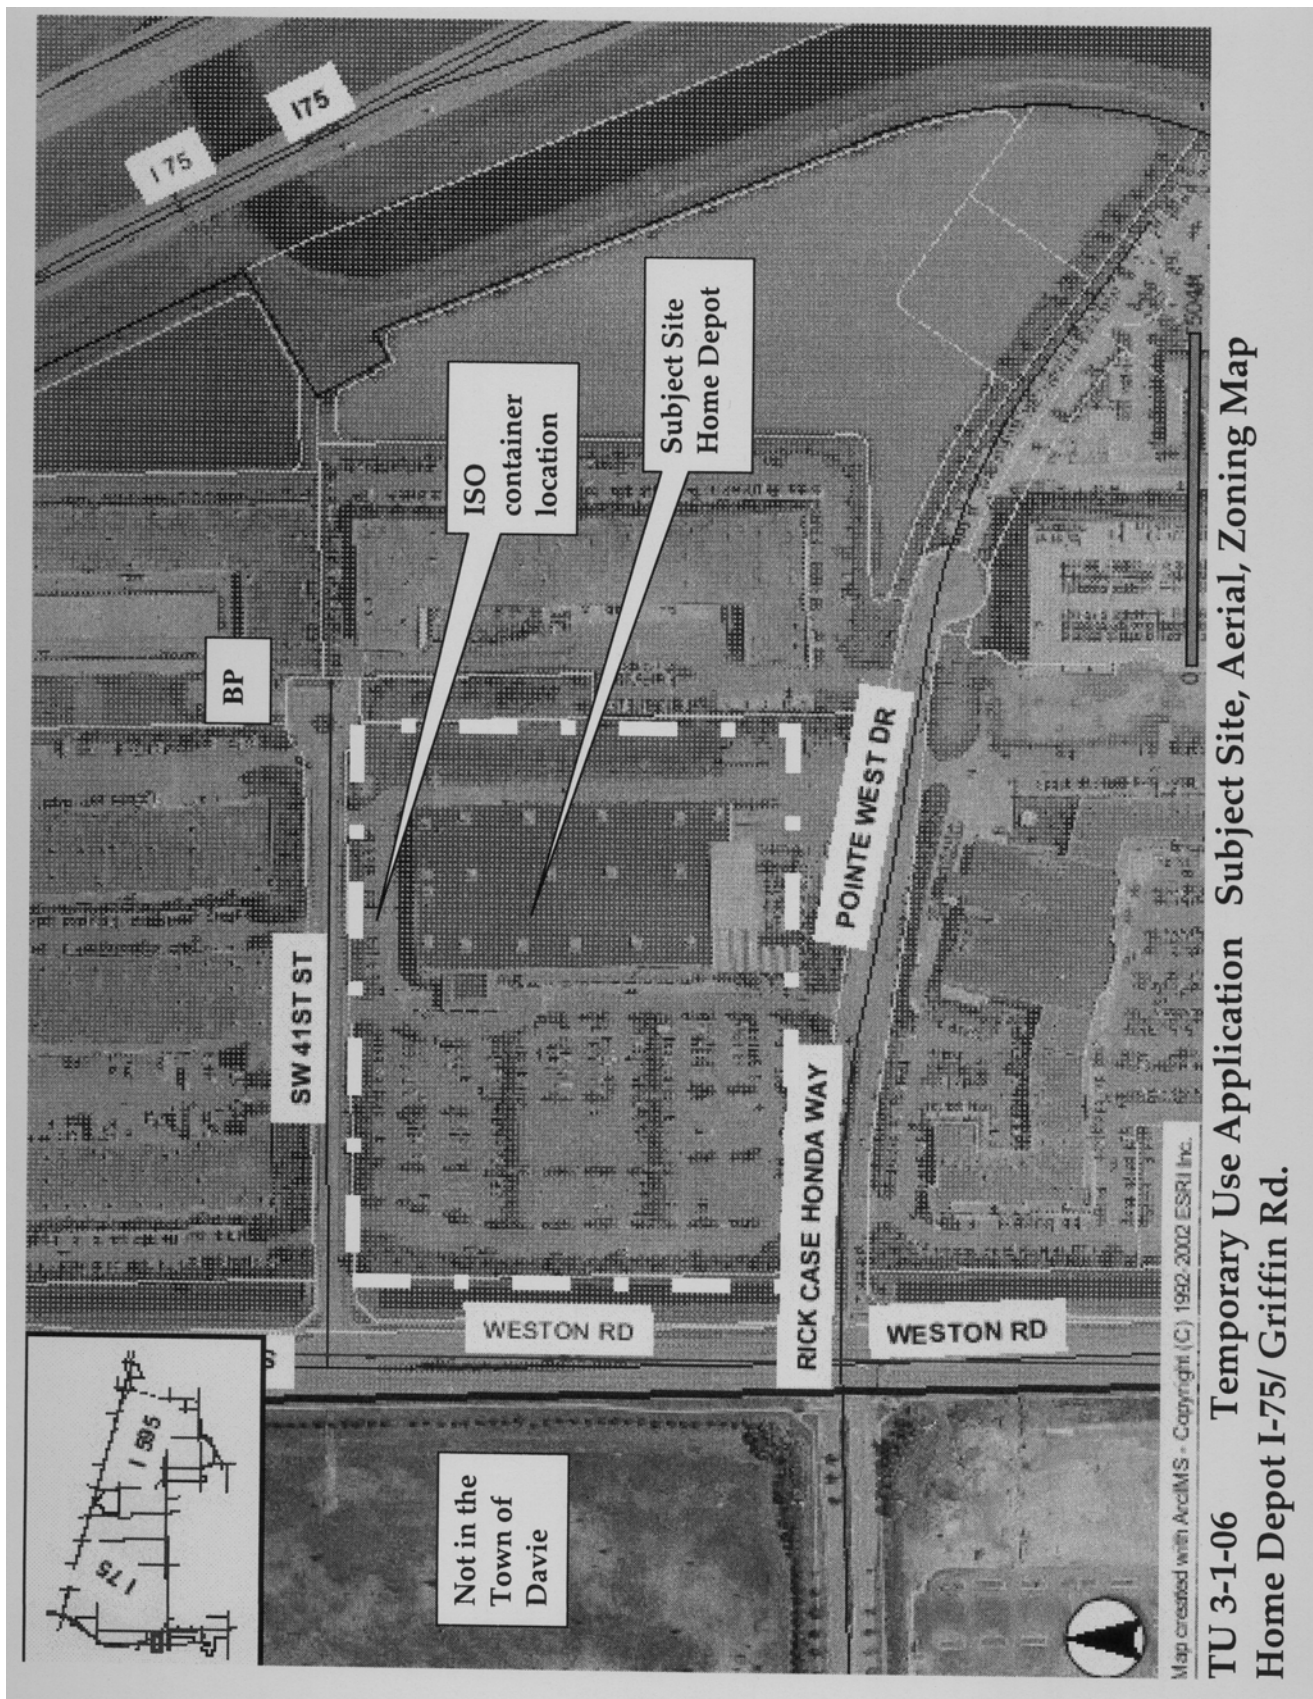 I 75
I 595
I 75
I75
BP
SW 41ST ST
ISO
container
location
Subject Site
Home Depot
Not in the
Town of
Davie
WESTON RD
RICK CASE HONDA WAY
POINTE WEST DR
WESTON RD
0
504M
Map created with ArcIMS - Copyright (C) 1992-2002 ESRI Inc.
TU 3-1-06 Temporary Use Application Subject Site, Aerial, Zoning Map
Home Depot I-75/ Griffin Rd.